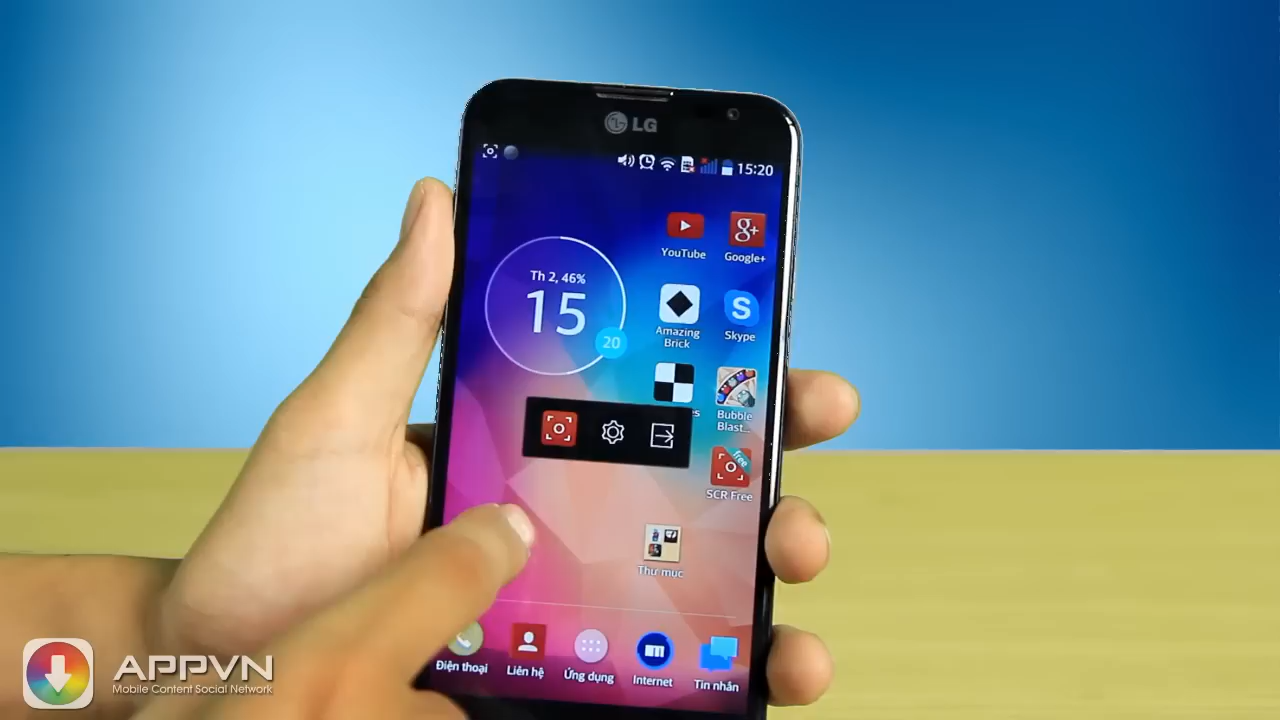 LG
15:20
YouTube
Google+
Th 2, 46%
15
20
Amazing
Brick
Skype
Bubble
Blast...
SCR Free
Thư mục
Điện thoại
Liên hệ
Ứng dụng
Internet
Tin nhắn
APPVN
Mobile Content Social Network